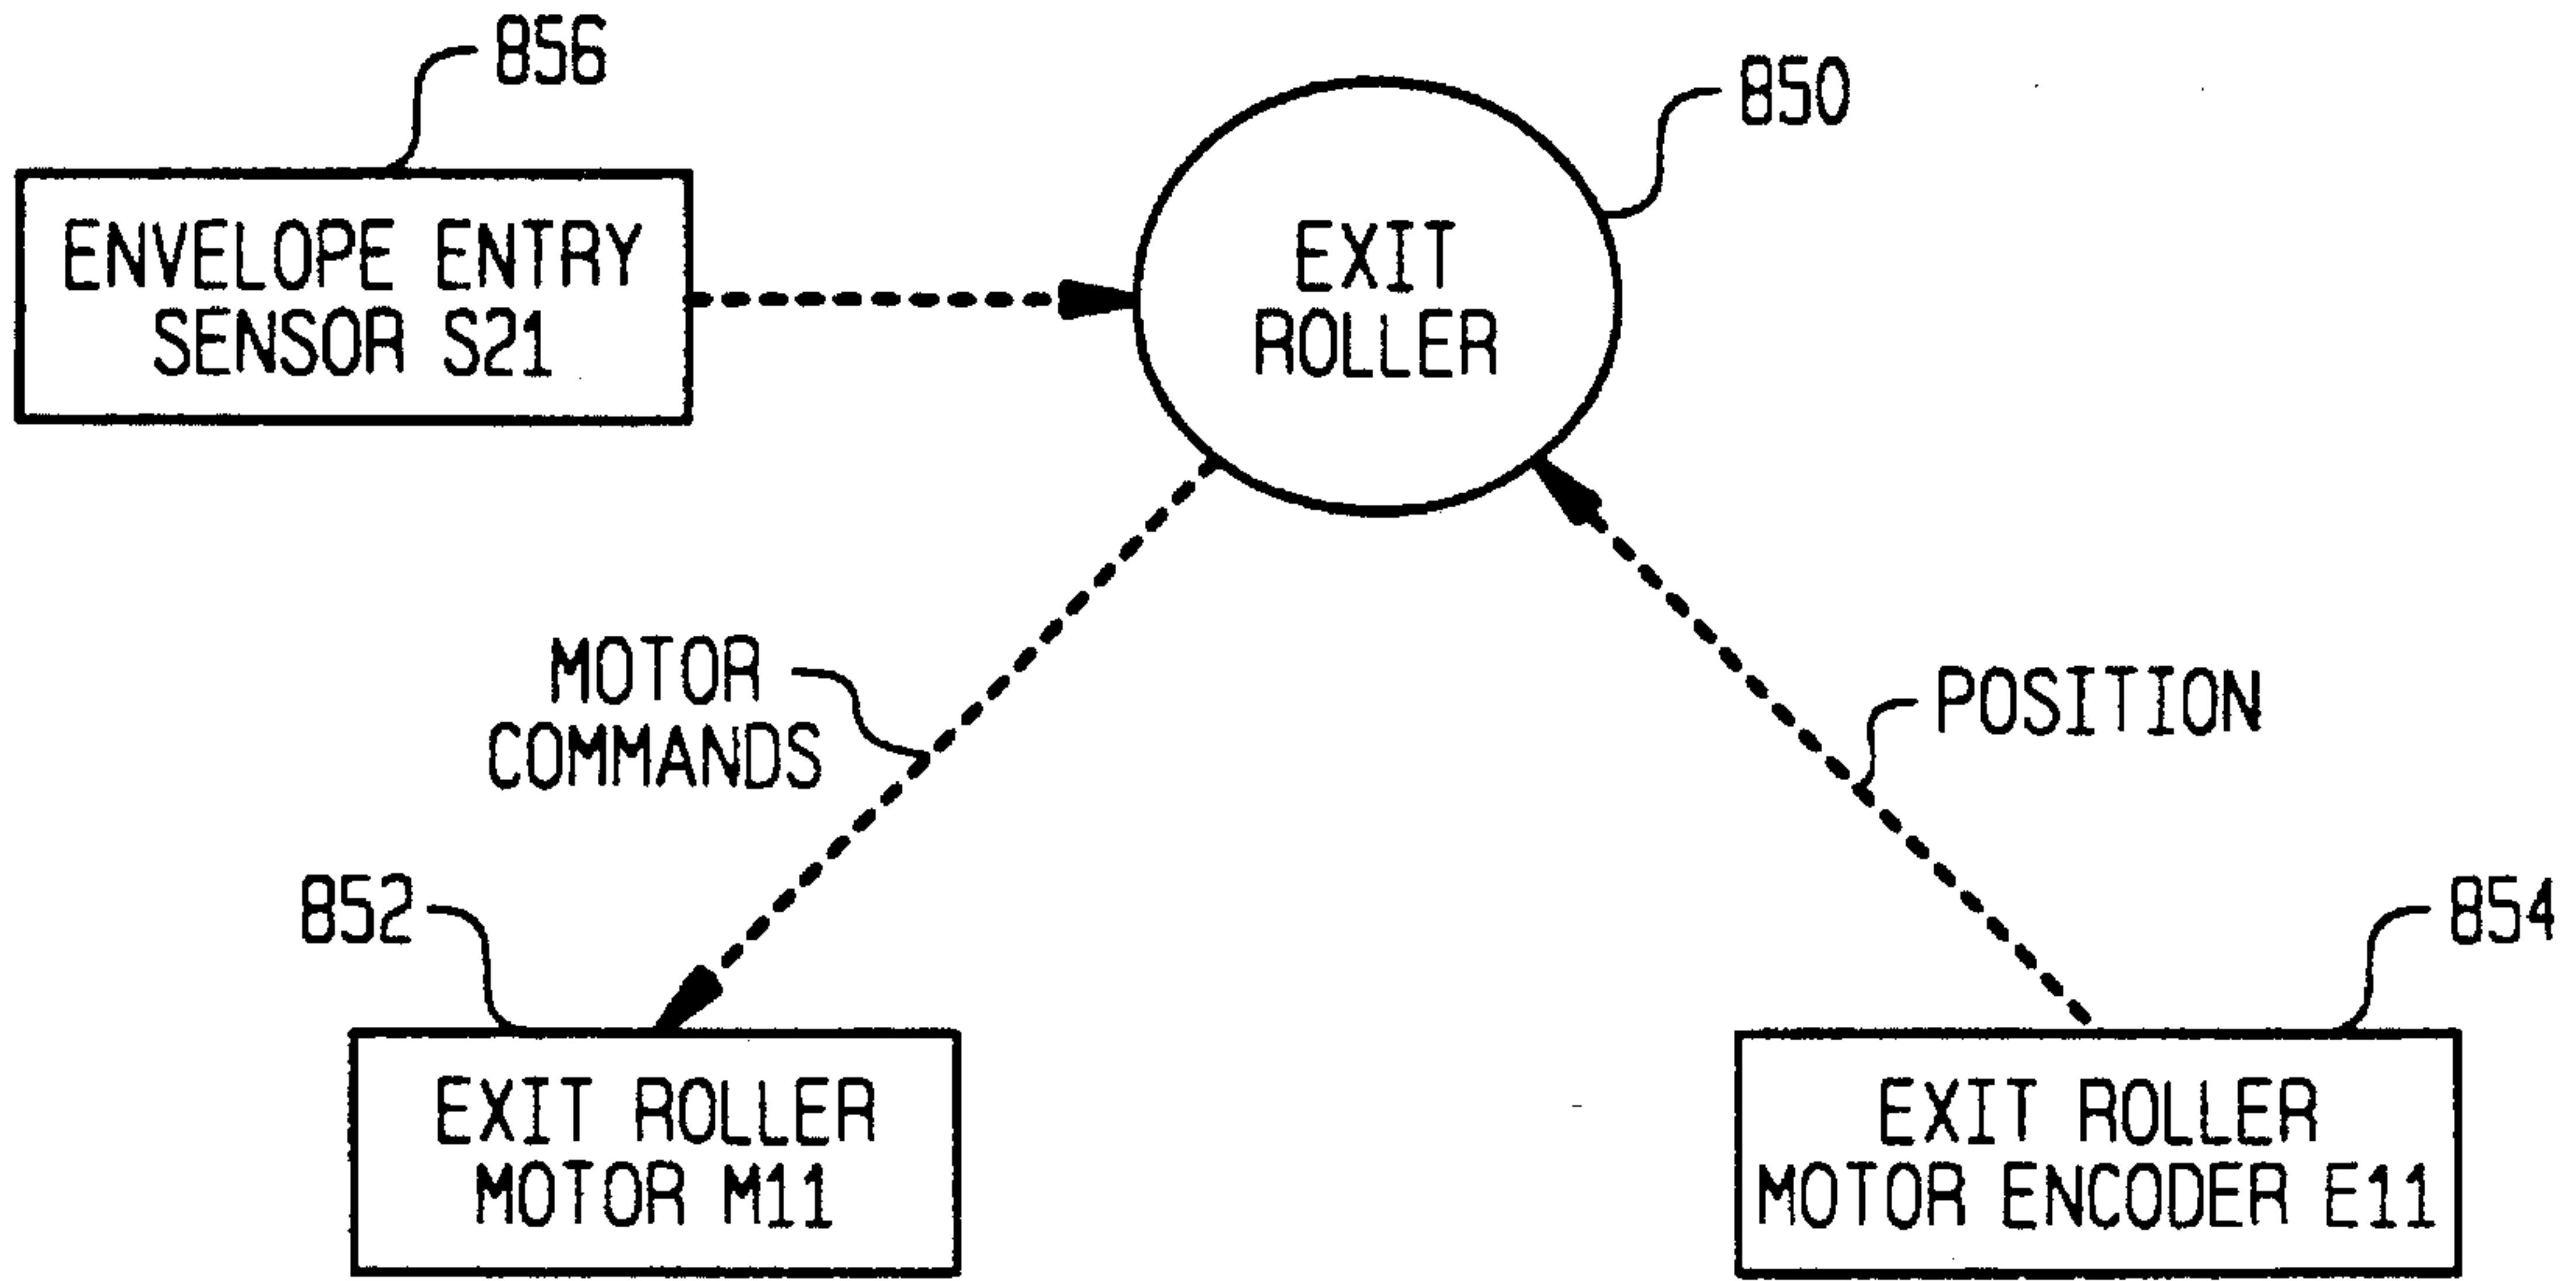 856
850
ENVELOPE ENTRY
SENSOR S21
EXIT
ROLLER
MOTOR
COMMANDS
POSITION
852
854
EXIT ROLLER
MOTOR M11
EXIT ROLLER
MOTOR ENCODER E11